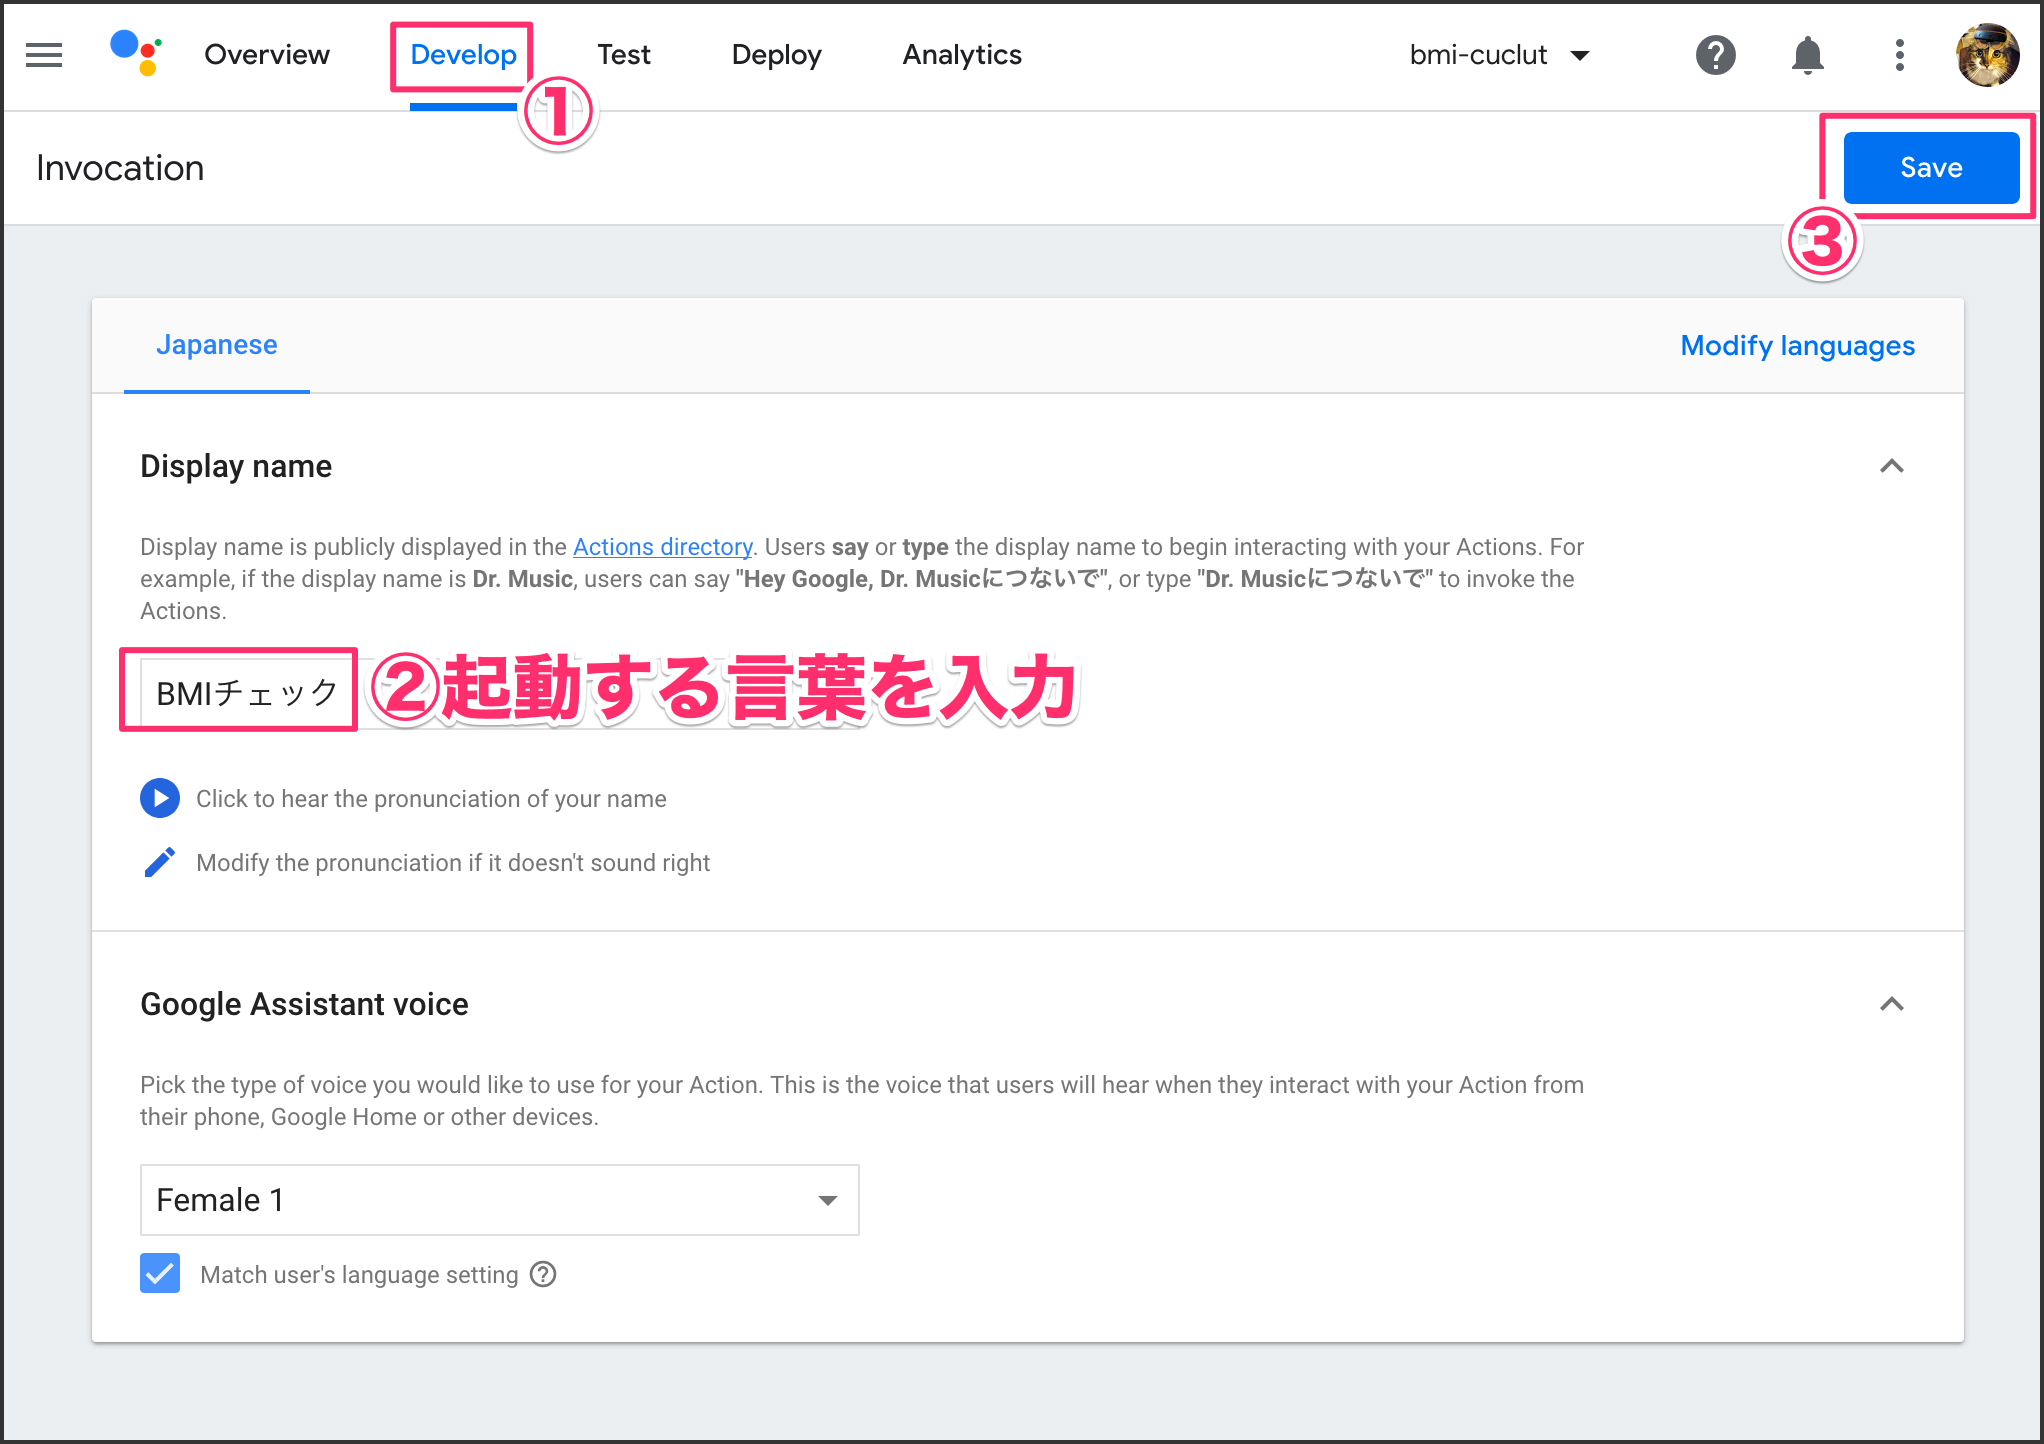 Overview
Develop
Test
Deploy
Analytics
bmi-cuclut
①
Invocation
Save
③
Japanese
Modify languages
Display name
Display name is publicly displayed in the Actions directory. Users say or type the display name to begin interacting with your Actions. For
example, if the display name is Dr. Music, users can say "Hey Google, Dr. Musicにつないで", or type "Dr. Musicにつないで" to invoke the
Actions.
BMIチェック
②起動する言葉を入力
Click to hear the pronunciation of your name
Modify the pronunciation if it doesn't sound right
Google Assistant voice
Pick the type of voice you would like to use for your Action. This is the voice that users will hear when they interact with your Action from
their phone, Google Home or other devices.
Female 1
Match user's language setting